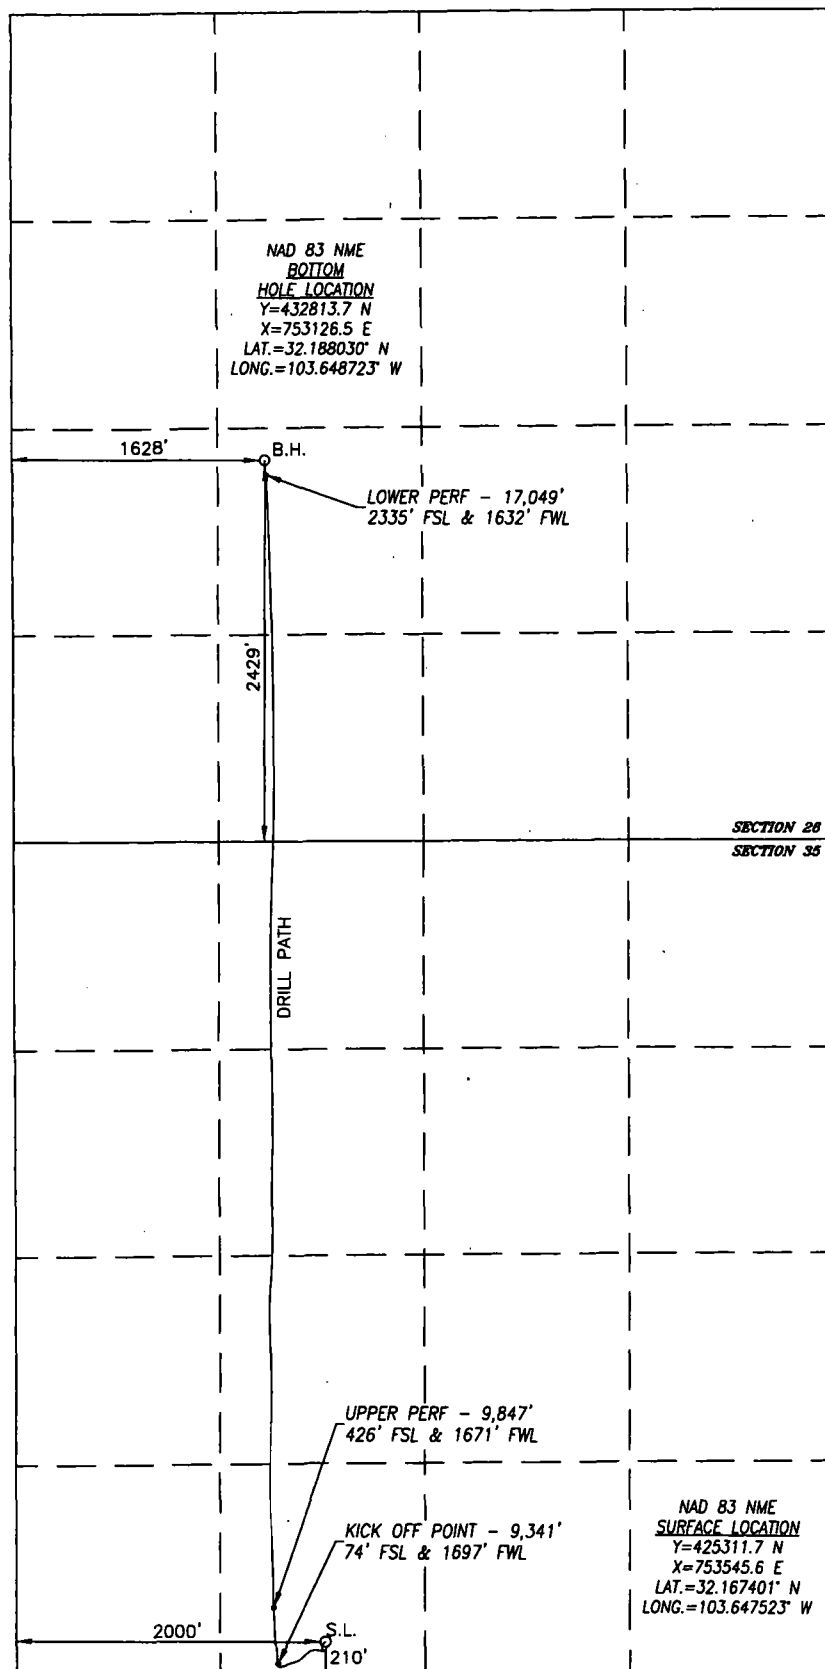 NAD 83 NME
BOTTOM
HOLE LOCATION
Y=432813.7 N
X=753126.5 E
LAT.=32.188030° N
LONG.=103.648723° W
1628'
B.H.
LOWER PERF - 17,049'
2335' FSL & 1632' FWL
2429'
SECTION 26
SECTION 35
DRILL PATH
UPPER PERF - 9,847'
426' FSL & 1671' FWL
KICK OFF POINT - 9,341'
74' FSL & 1697' FWL
NAD 83 NME
SURFACE LOCATION
Y=425311.7 N
X=753545.6 E
LAT.=32.167401° N
LONG.=103.647523° W
2000'
S.L.
210'